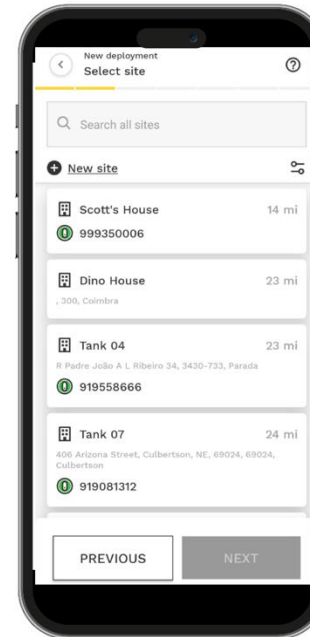 New deployment
Select site
Search all sites
New site
Scott's House 14 mi
999350006
Dino House 23 mi
, 300, Coimbra
Tank 04 23 mi
R Padre João A L Ribeiro 34, 3430-733, Parada
919558666
Tank 07 24 mi
406 Arizona Street, Culbertson, NE, 69024, 69024,
Culbertson
919081312
PREVIOUS NEXT